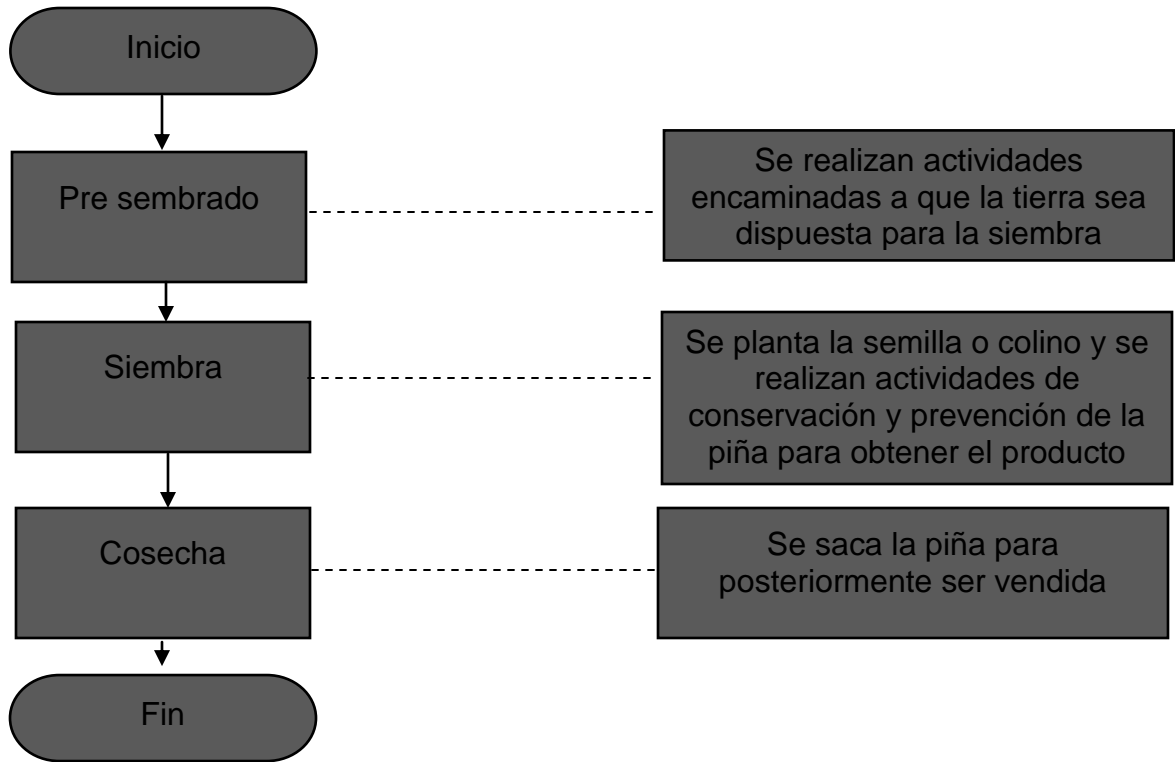 Inicio
Pre sembrado
Se realizan actividades
encaminadas a que la tierra sea
dispuesta para la siembra
Siembra
Se planta la semilla o colino y se
realizan actividades de
conservación y prevención de la
piña para obtener el producto
Cosecha
Se saca la piña para
posteriormente ser vendida
Fin